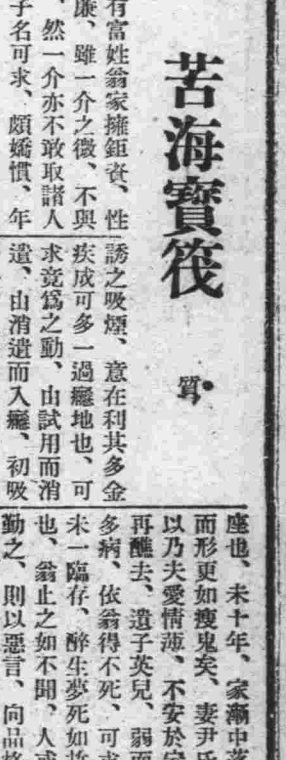 苦海寶筏
質
有富姓翁家擁鉅資、性
廉、雖一介之微、不與
、然一介亦不敢取諸人
子名可求、頗嬌慣、年
誘之吸煙、意在利其多金
疾成可多一過癮地也、可
求竟爲之動、由試用而消
遣、由消遣而入癮、初吸
座也、未十年、家漸中落
而形更如瘦鬼矣、妻尹氏
以乃夫愛情薄、不安於室
再醮去、遺子英兒、弱而
多病、依翁得不死、可求
未一臨存、醉生夢死如故
也、翁止之如不聞、人或
勸之、則以惡言、向品格